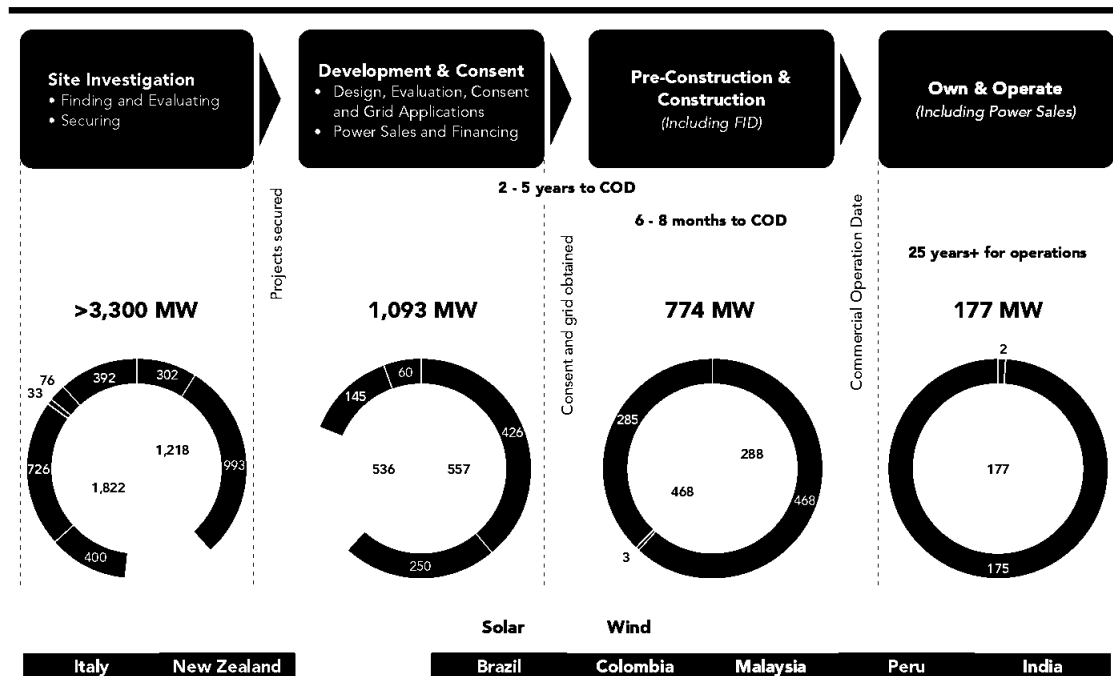 Site Investigation
• Finding and Evaluating
• Securing
Development & Consent
• Design, Evaluation, Consent
and Grid Applications
• Power Sales and Financing
Pre-Construction &
Construction
(Including FID)
Own & Operate
(Including Power Sales)
2 - 5 years to COD
6 - 8 months to COD
25 years+ for operations
Projects secured
Consent and grid obtained
Commercial Operation Date
>3,300 MW
1,093 MW
774 MW
177 MW
76
33
392
302
726
1,218
993
1,822
400
60
145
426
536
557
250
285
288
468
468
3
2
177
175
Solar
Wind
Italy
New Zealand
Brazil
Colombia
Malaysia
Peru
India